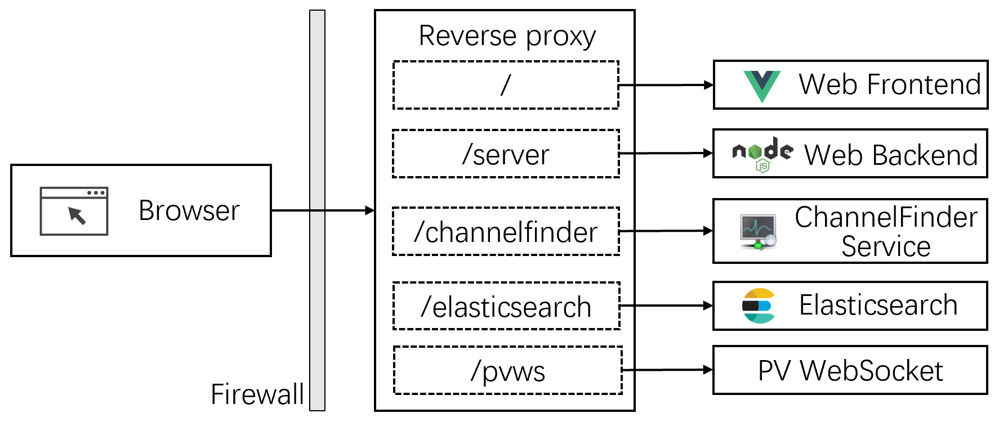 Reverse proxy
/
Web Frontend
/server
node
JS
Web Backend
Browser
/channelfinder
ChannelFinder
Service
/elasticsearch
Elasticsearch
/pvws
PV WebSocket
Firewall